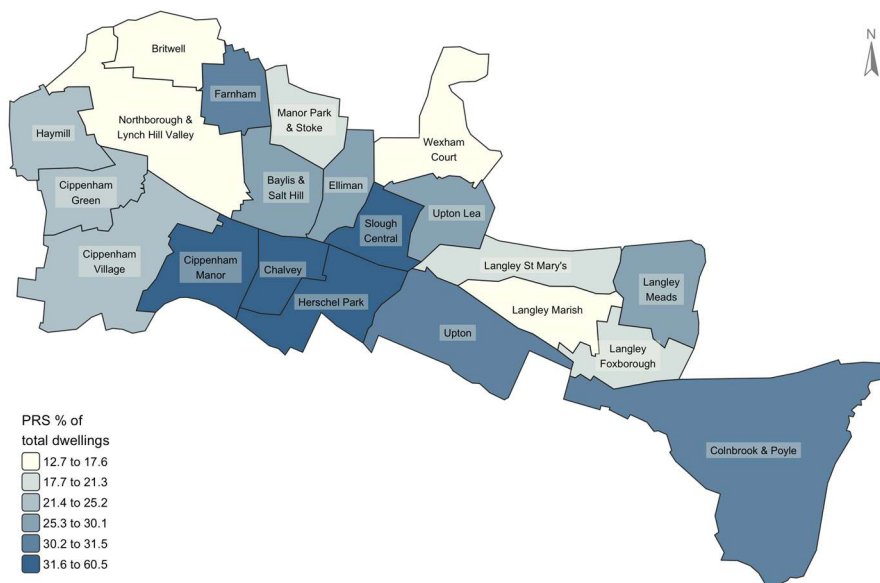 N
Britwell
Farnham
Manor Park
& Stoke
Northborough &
Lynch Hill Valley
Haymill
Wexham
Court
Cippenham
Green
Baylis &
Salt Hill
Elliman
Upton Lea
Slough
Central
Cippenham
Village
Cippenham
Manor
Chalvey
Langley St Mary's
Langley
Meads
Herschel Park
Langley Marish
Upton
Langley
Foxborough
Colnbrook & Poyle
PRS % of
total dwellings
12.7 to 17.6
17.7 to 21.3
21.4 to 25.2
25.3 to 30.1
30.2 to 31.5
31.6 to 60.5